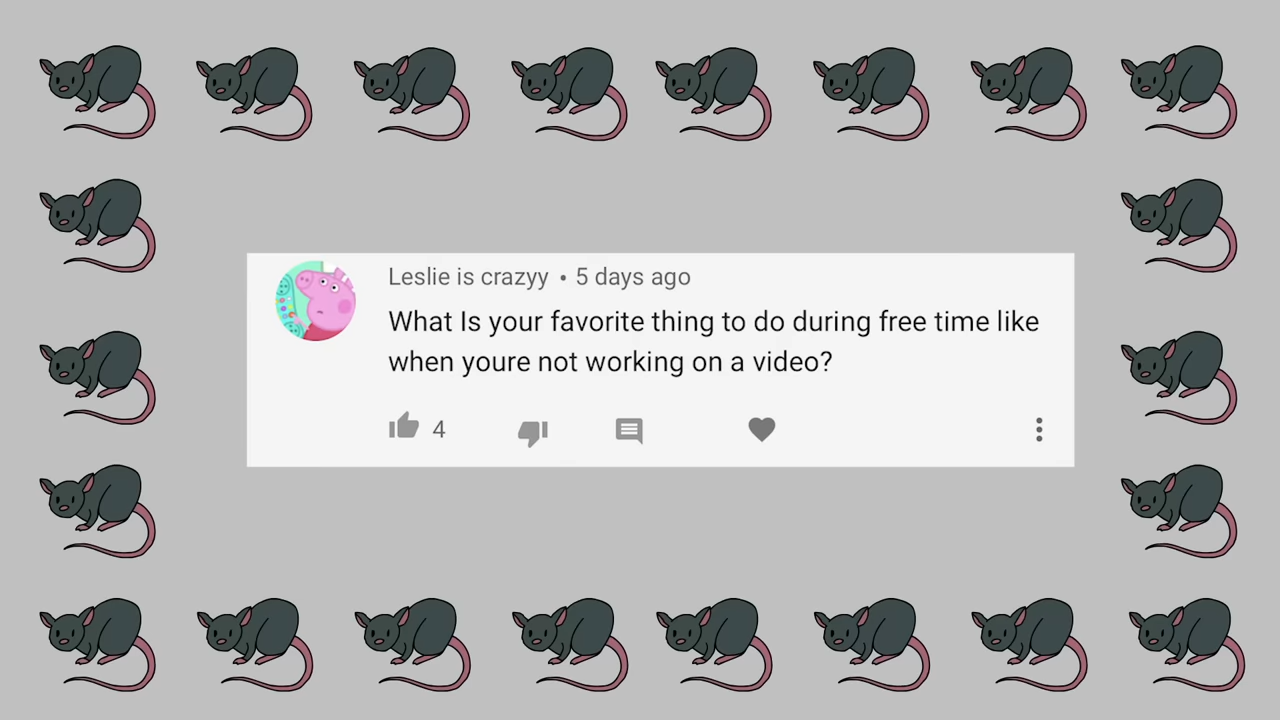 Leslie is crazyy • 5 days ago
What Is your favorite thing to do during free time like
when youre not working on a video?
4